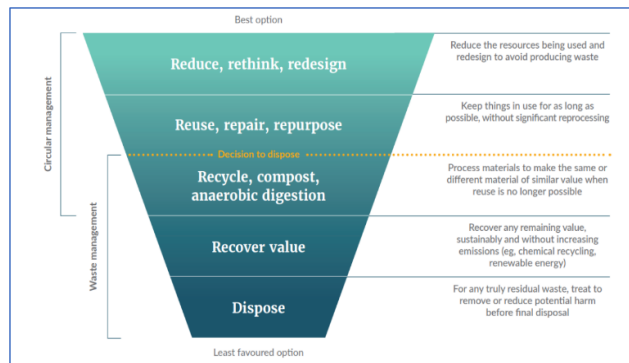 Best option
Circular management
Waste management
Reduce, rethink, redesign
Reduce the resources being used and
redesign to avoid producing waste
Reuse, repair, repurpose
Keep things in use for as long as
possible, without significant reprocessing
Decision to dispose
Recycle, compost,
anaerobic digestion
Process materials to make the same or
different material of similar value when
reuse is no longer possible
Recover value
Recover any remaining value,
sustainably and without increasing
emissions (eg, chemical recycling,
renewable energy)
Dispose
For any truly residual waste, treat to
remove or reduce potential harm
before final disposal
Least favoured option